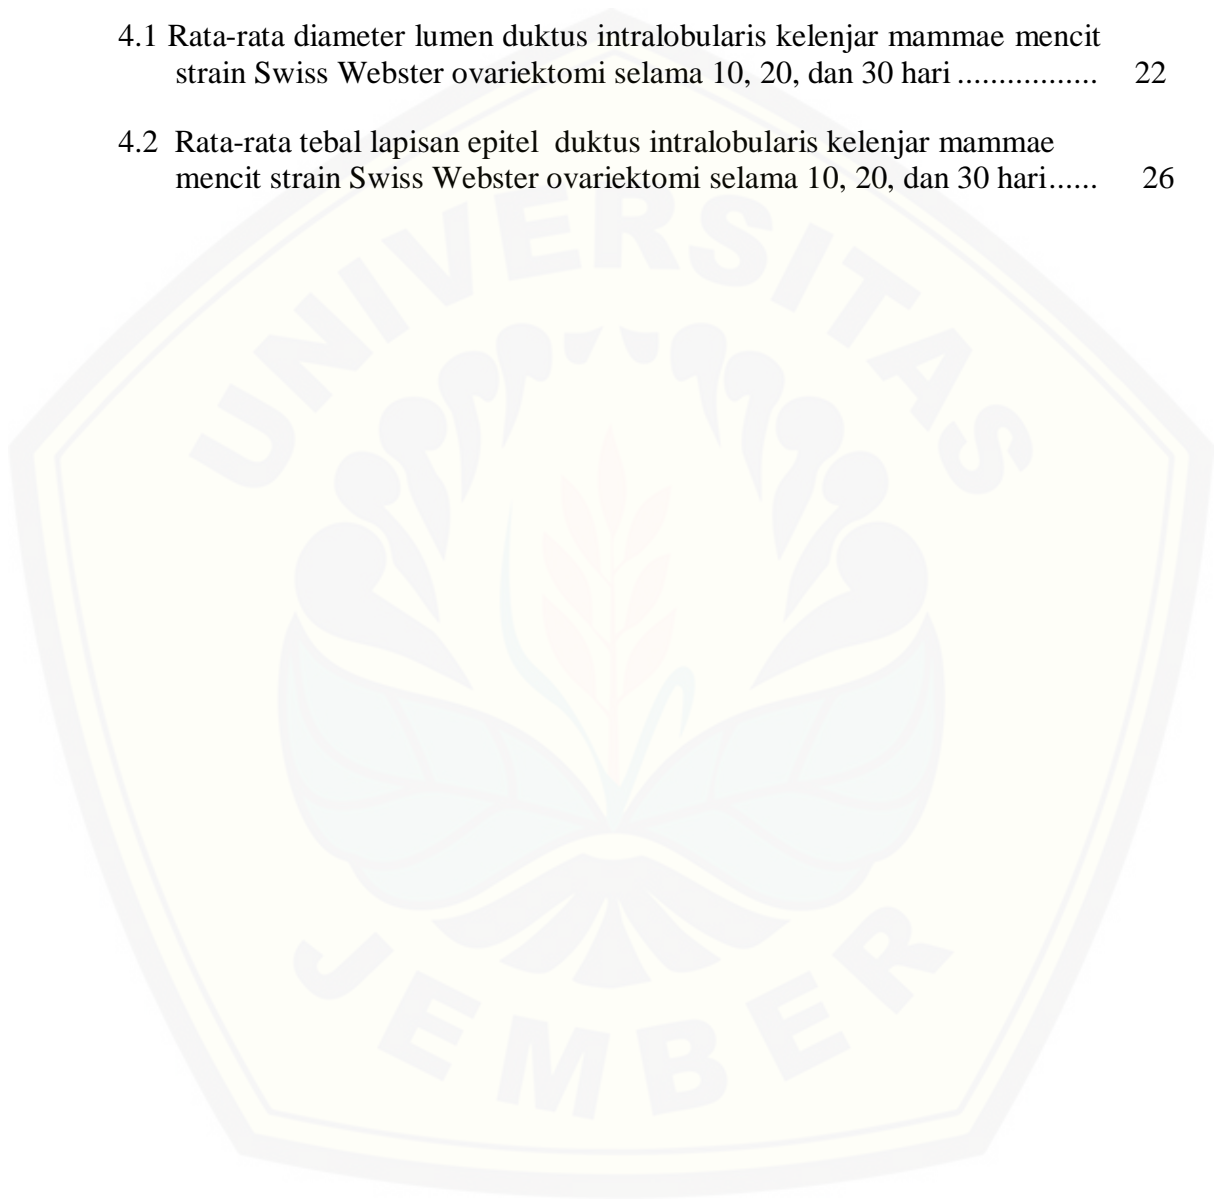 4.1 Rata-rata diameter lumen duktus intralobularis kelenjar mammae mencit
strain Swiss Webster ovariektomi selama 10, 20, dan 30 hari ................. 22
4.2 Rata-rata tebal lapisan epitel duktus intralobularis kelenjar mammae
mencit strain Swiss Webster ovariektomi selama 10, 20, dan 30 hari...... 26
UNIVERSITAS
JEMBER